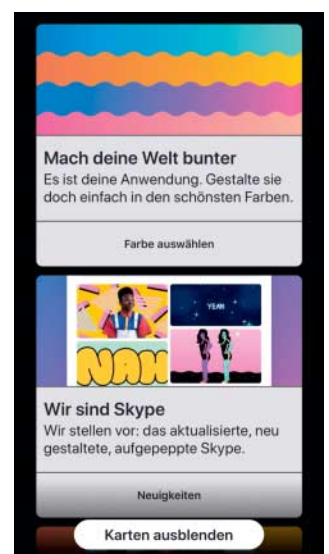 Mach deine Welt bunter
Es ist deine Anwendung. Gestalte sie
doch einfach in den schönsten Farben.
Farbe auswählen
YEAH
NAH
Wir sind Skype
Wir stellen vor: das aktualisierte, neu
gestaltete, aufgepeppte Skype.
Neuigkeiten
Karten ausblenden